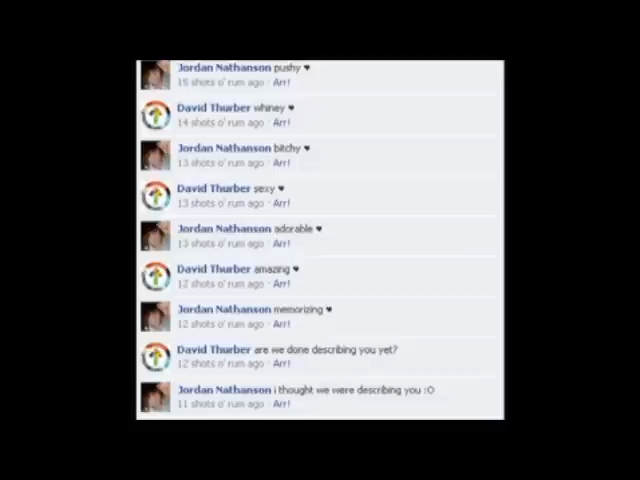 Jordan Nathanson pushy ♥
15 shots o' rum ago · Arr!
David Thurber whiney ♥
14 shots o' rum ago · Arr!
Jordan Nathanson bitchy ♥
13 shots o' rum ago · Arr!
David Thurber sexy ♥
13 shots o' rum ago · Arr!
Jordan Nathanson adorable ♥
13 shots o' rum ago · Arr!
David Thurber amazing ♥
12 shots o' rum ago · Arr!
Jordan Nathanson memorizing ♥
12 shots o' rum ago · Arr!
David Thurber are we done describing you yet?
12 shots o' rum ago · Arr!
Jordan Nathanson i thought we were describing you :O
11 shots o' rum ago · Arr!